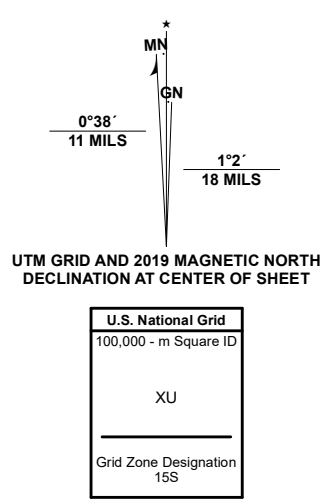 ★
MN
GN
0°38´
11 MILS
1°2´
18 MILS
UTM GRID AND 2019 MAGNETIC NORTH
DECLINATION AT CENTER OF SHEET
U.S. National Grid
100,000 - m Square ID
XU
Grid Zone Designation
15S